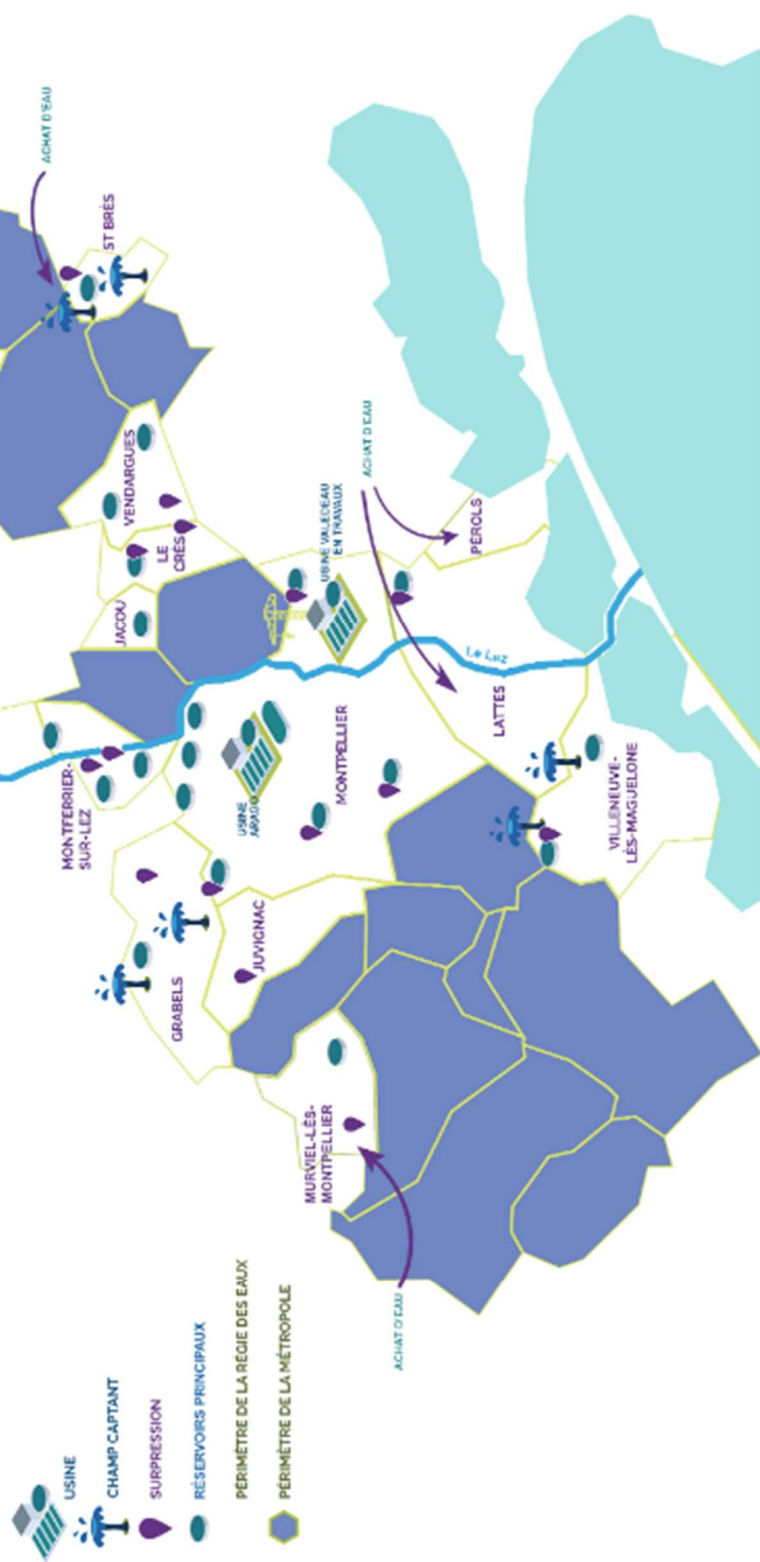 USINE
CHAMP CAPTANT
SURPRESSION
RÉSERVOIRS PRINCIPAUX
PÉRIMÈTRE DE LA RÉGIE DES EAUX
PÉRIMÈTRE DE LA MÉTROPOLE
MONTFERRIER-
SUR-LEZ
JACOU
LE
CRÈS
VENDARGUES
ST BRÈS
ACHAT D'EAU
GRABELS
JUVIGNAC
USINE
ARAGO
MONTPELLIER
USINE VALEDEAU
EN TRAVAUX
ACHAT D'EAU
MURVIEL-LÈS-
MONTPELLIER
ACHAT D'EAU
Le Lez
LATTES
PÉROLS
VILLENEUVE-
LÈS-MAGUELONE